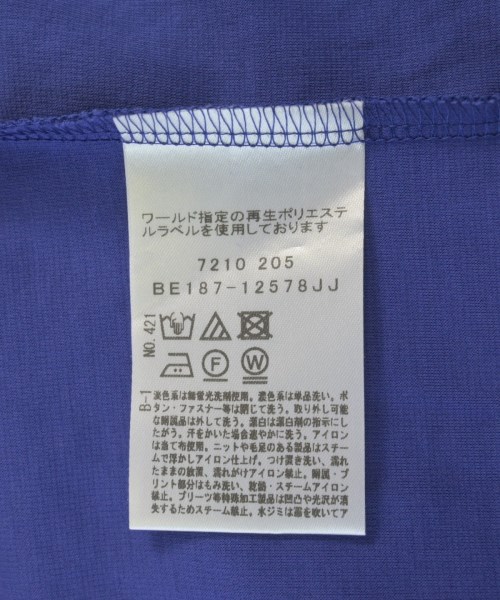 ワールド指定の再生ポリエステ
ルラベルを使用しております
7210 205
BE187-12578JJ
NO.421
F
W
B-1
淡色系は無蛍光洗剤使用。濃色系は単品洗い。ボ
タン・ファスナー等は閉じて洗う。取り外し可能
な附属品は外して洗う。漂白は漂白剤の指示にし
たがう。汗をかいた場合速やかに洗う。アイロン
は当て布使用。ニットや毛足のある製品はスチー
ムで浮かしアイロン仕上げ。つけ置き洗い、濡れ
たままの放置、濡れがけアイロン禁止。附属・プ
リント部分はもみ洗い、乾熱・スチームアイロン
禁止。プリーツ等特殊加工製品は凹凸や光沢が消
失するためスチーム禁止。水ジミは蒸を吹いてア